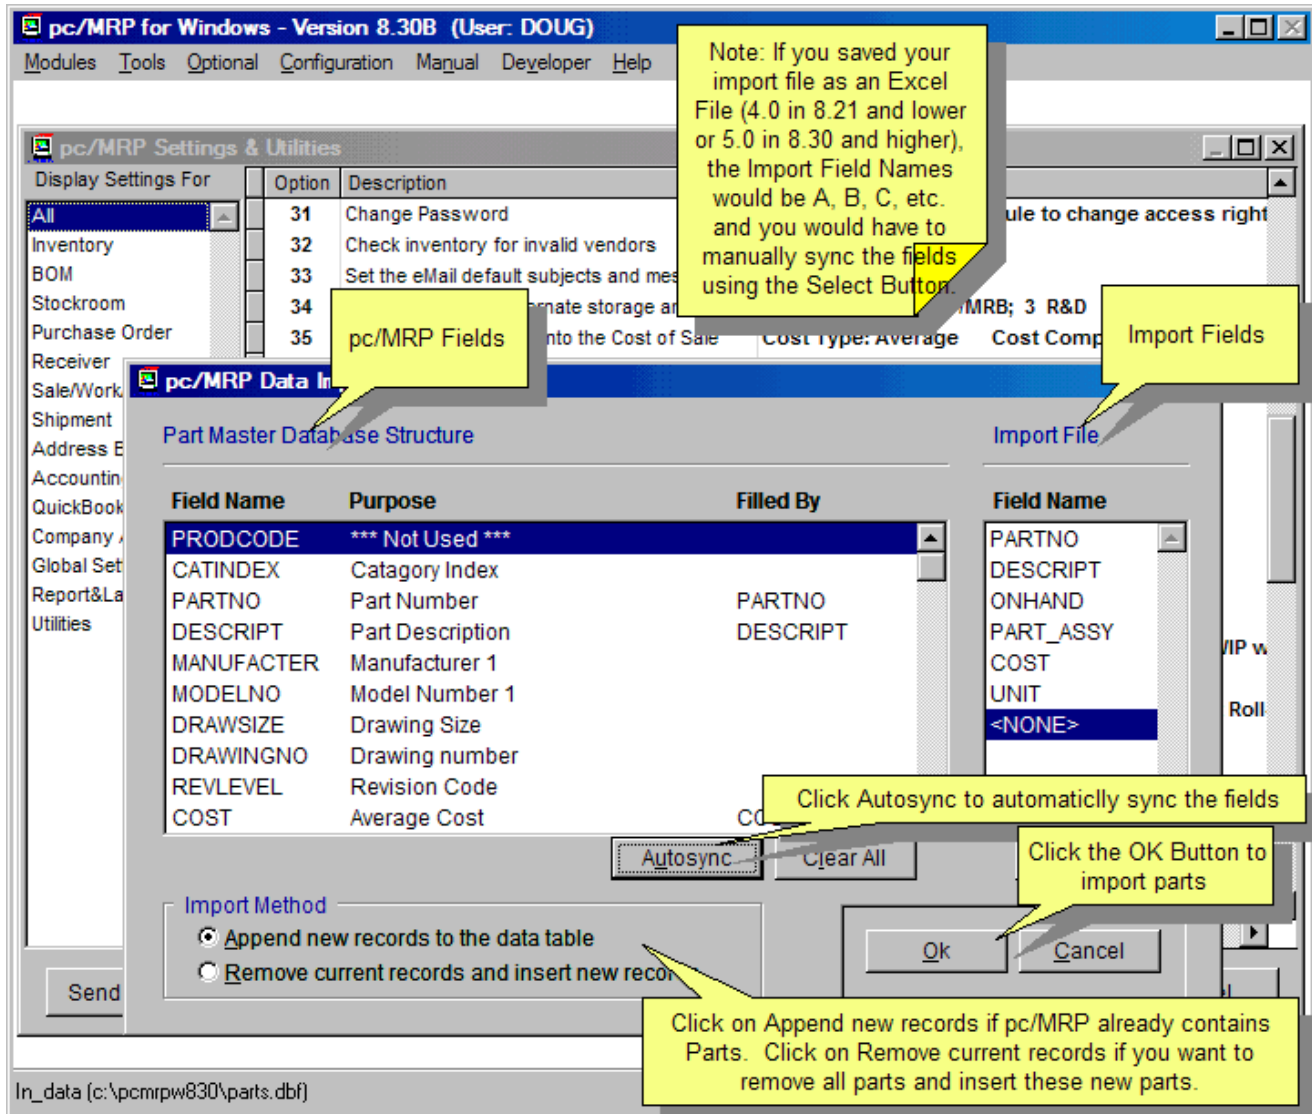 pc/MRP for Windows - Version 8.30B (User: DOUG)
Modules Tools Optional Configuration Manual Developer Help
Note: If you saved your
import file as an Excel
File (4.0 in 8.21 and lower
or 5.0 in 8.30 and higher),
the Import Field Names
would be A, B, C, etc.
and you would have to
manually sync the fields
using the Select Button.
pc/MRP Settings & Utilities
Display Settings For
Option Description
All
Inventory
BOM
Stockroom
Purchase Order
Receiver
Sale/Work
Shipment
Address B
Accountin
QuickBook
Company
Global Set
Report&La
Utilities
31 Change Password ule to change access right
32 Check inventory for invalid vendors
33 Set the eMail default subjects and mes
34 rnate storage ar MRB; 3 R&D
35 nto the Cost of Sale Cost Type: Average Cost Comp
pc/MRP Fields
Import Fields
pc/MRP Data In
Part Master Database Structure
Import File
Field Name Purpose Filled By
PRODCODE *** Not Used ***
CATINDEX Catagory Index
PARTNO Part Number PARTNO
DESCRIPT Part Description DESCRIPT
MANUFACTER Manufacturer 1
MODELNO Model Number 1
DRAWSIZE Drawing Size
DRAWINGNO Drawing number
REVLEVEL Revision Code
COST Average Cost CO
Field Name
PARTNO
DESCRIPT
ONHAND
PART_ASSY
COST
UNIT
<NONE>
/IP w
Roll
Click Autosync to automaticlly sync the fields
Autosync Clear All
Click the OK Button to
import parts
Import Method
Append new records to the data table
Remove current records and insert new recor
Ok Cancel
Send
Click on Append new records if pc/MRP already contains
Parts. Click on Remove current records if you want to
remove all parts and insert these new parts.
In_data (c:\pcmrpw830\parts.dbf)